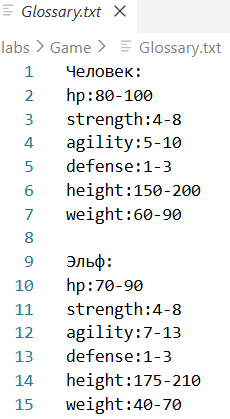 Glossary.txt ×
labs > Game > Glossary.txt
1 Человек:
2 hp:80-100
3 strength:4-8
4 agility:5-10
5 defense:1-3
6 height:150-200
7 weight:60-90
8
9 Эльф:
10 hp:70-90
11 strength:4-8
12 agility:7-13
13 defense:1-3
14 height:175-210
15 weight:40-70